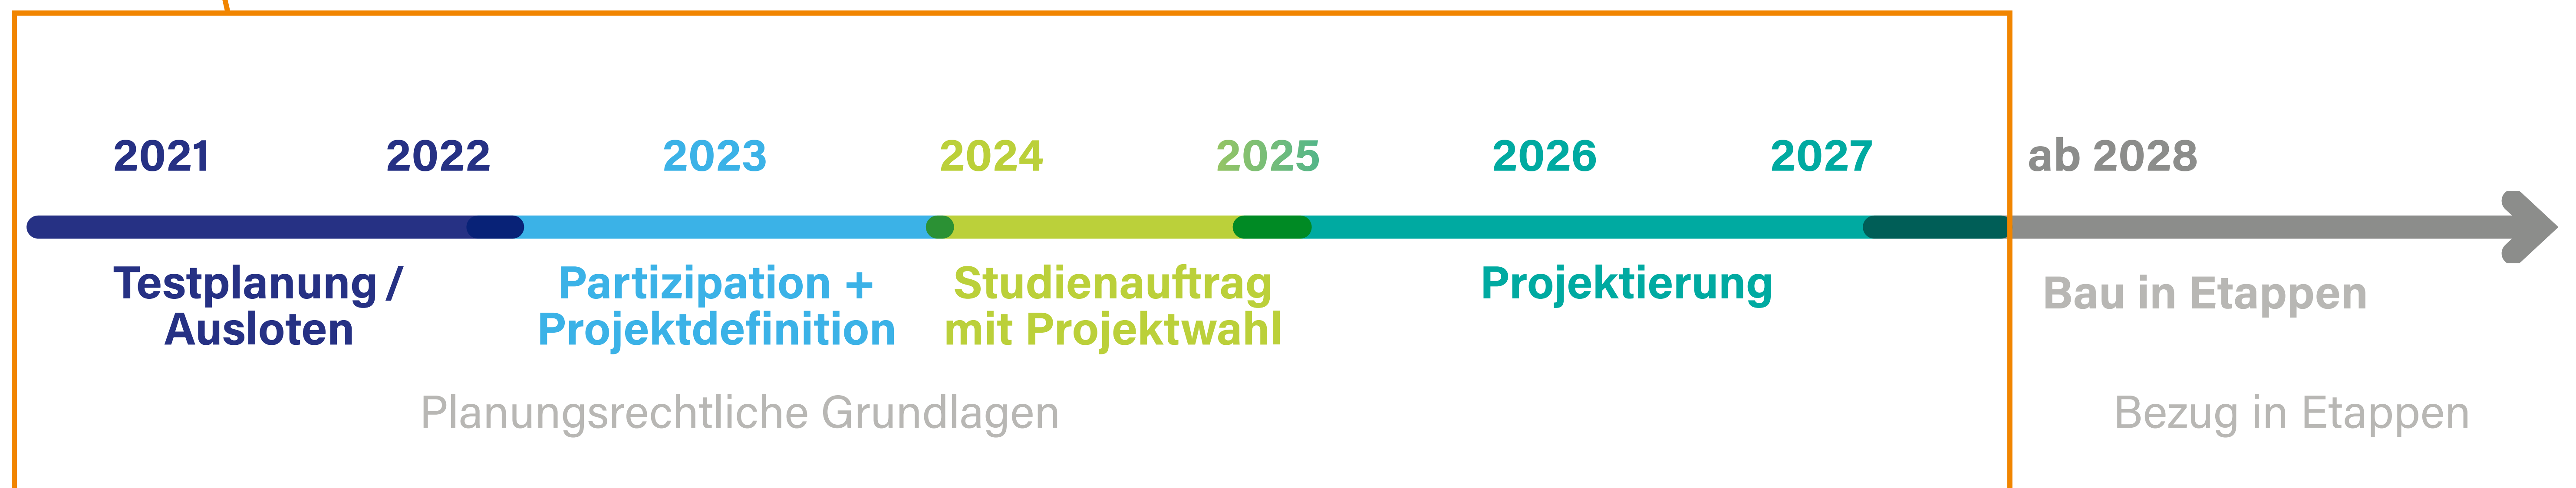 2021 2022 2023 2024 2025 2026 2027 ab 2028
Testplanung / Partizipation + Studienauftrag Projektierung Bau in Etappen
Ausloten Projektdefinition mit Projektwahl
Planungsrechtliche Grundlagen Bezug in Etappen